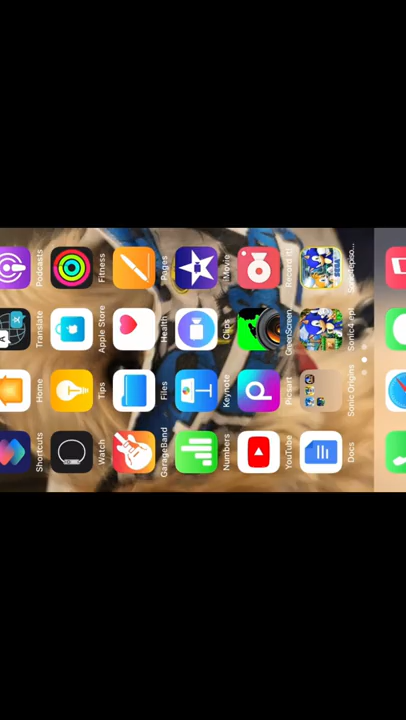 Shortcuts Home Translate Podcasts
Watch Tips Apple Store Fitness
GarageBand Files Health Pages
Numbers Keynote Clips iMovie
YouTube Picsart GreenScreen Record it!
Docs Sonic Origins